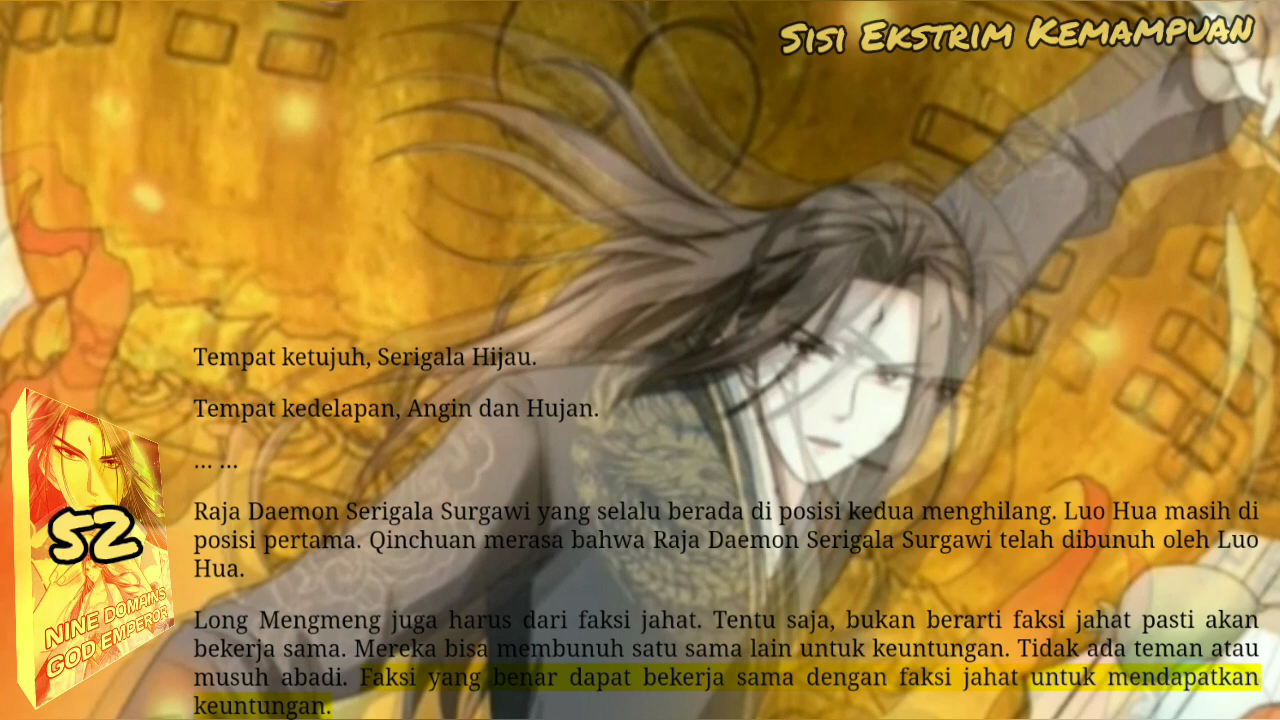 Sisi Ekstrim Kemampuan
Tempat ketujuh, Serigala Hijau.
Tempat kedelapan, Angin dan Hujan.
... ...
Raja Daemon Serigala Surgawi yang selalu berada di posisi kedua menghilang. Luo Hua masih di
posisi pertama. Qinchuan merasa bahwa Raja Daemon Serigala Surgawi telah dibunuh oleh Luo
Hua.
Long Mengmeng juga harus dari faksi jahat. Tentu saja, bukan berarti faksi jahat pasti akan
bekerja sama. Mereka bisa membunuh satu sama lain untuk keuntungan. Tidak ada teman atau
musuh abadi. Faksi yang benar dapat bekerja sama dengan faksi jahat untuk mendapatkan
keuntungan.
52
NINE DOMAINS
GOD EMPEROR